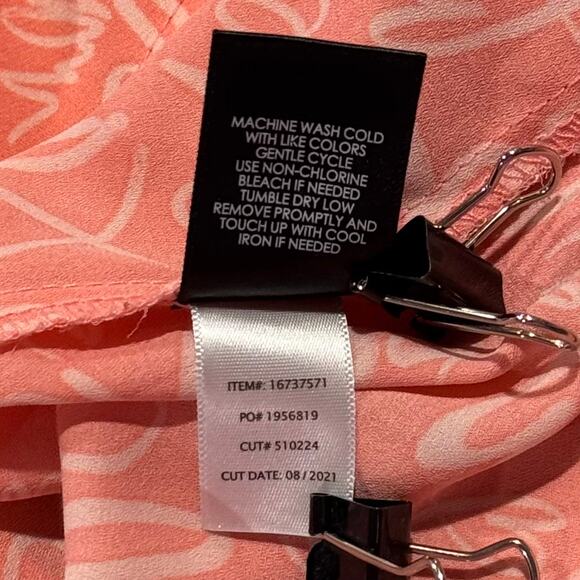 MACHINE WASH COLD
WITH LIKE COLORS
GENTLE CYCLE
USE NON-CHLORINE
BLEACH IF NEEDED
TUMBLE DRY LOW
REMOVE PROMPTLY AND
TOUCH UP WITH COOL
IRON IF NEEDED
ITEM#: 16737571
PO# 1956819
CUT# 510224
CUT DATE: 08/2021